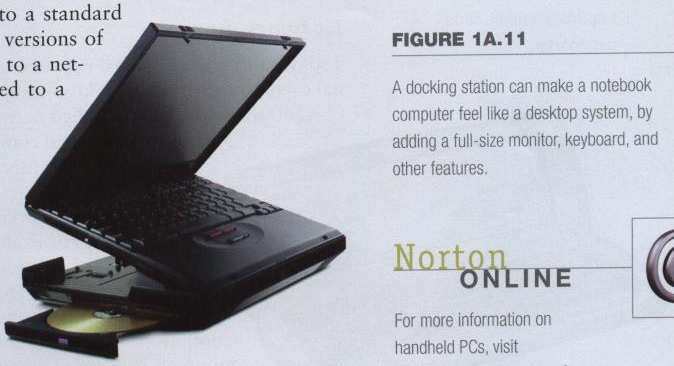 to a standard
versions of
to a net-
ed to a
FIGURE 1A.11
A docking station can make a notebook
computer feel like a desktop system, by
adding a full-size monitor, keyboard, and
other features.
Norton
ONLINE
For more information on
handheld PCs, visit